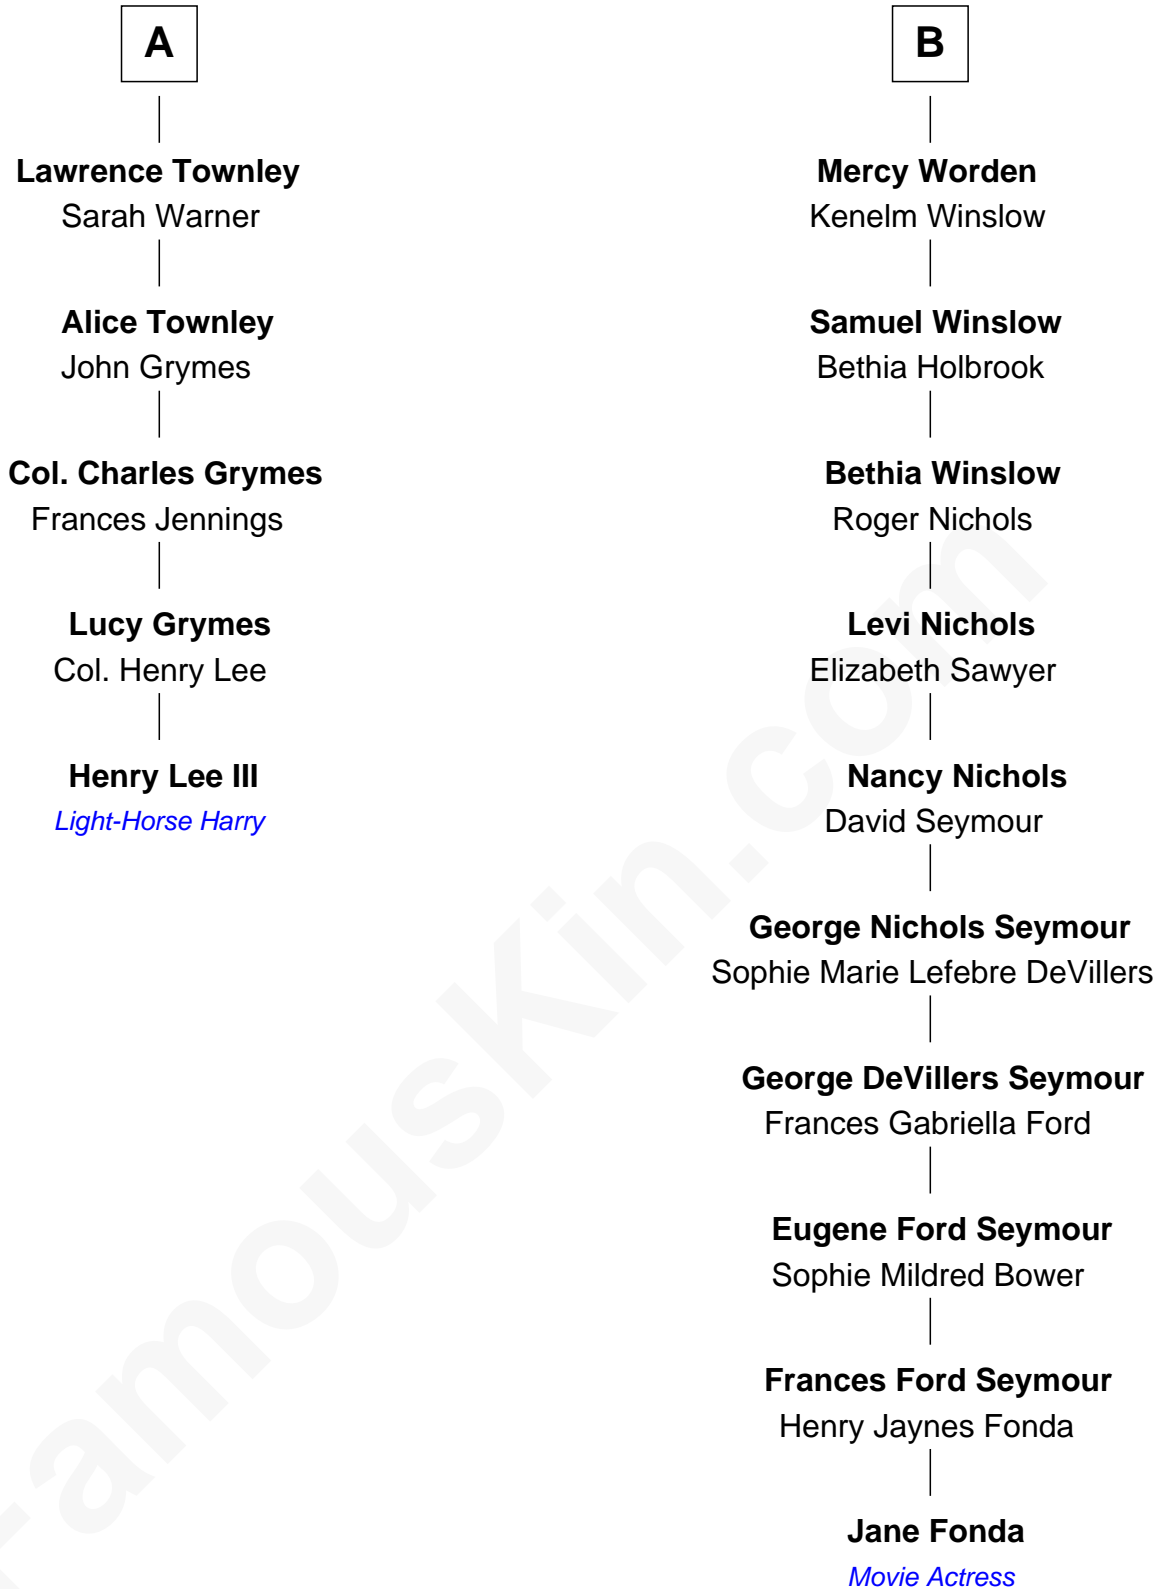 A
Lawrence Townley
Sarah Warner
Alice Townley
John Grymes
Col. Charles Grymes
Frances Jennings
Lucy Grymes
Col. Henry Lee
Henry Lee III
Light-Horse Harry
B
Mercy Worden
Kenelm Winslow
Samuel Winslow
Bethia Holbrook
Bethia Winslow
Roger Nichols
Levi Nichols
Elizabeth Sawyer
Nancy Nichols
David Seymour
George Nichols Seymour
Sophie Marie Lefebre DeVillers
George DeVillers Seymour
Frances Gabriella Ford
Eugene Ford Seymour
Sophie Mildred Bower
Frances Ford Seymour
Henry Jaynes Fonda
Jane Fonda
Movie Actress
FamousKin.com